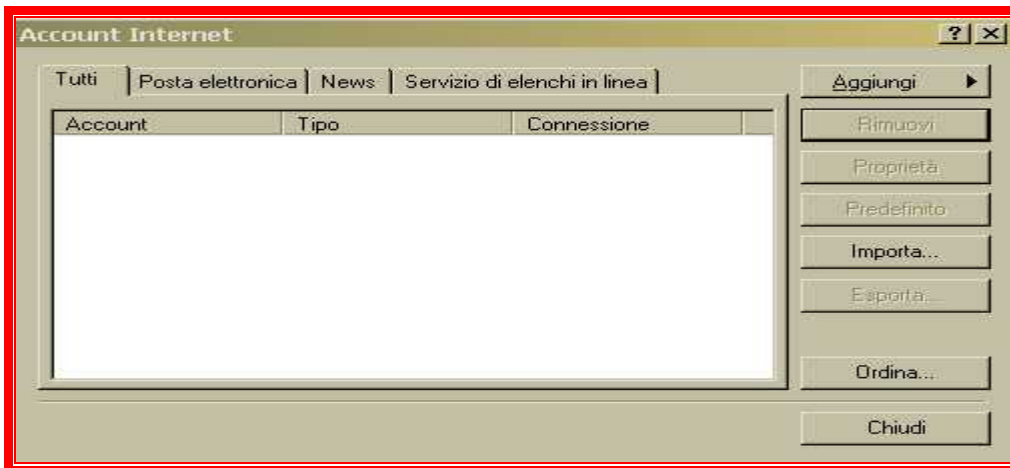 Account Internet
Tutti Posta elettronica News Servizio di elenchi in linea
Account Tipo Connessione
Aggiungi
Rimuovi
Proprietà
Predefinito
Importa...
Esporta...
Ordina...
Chiudi